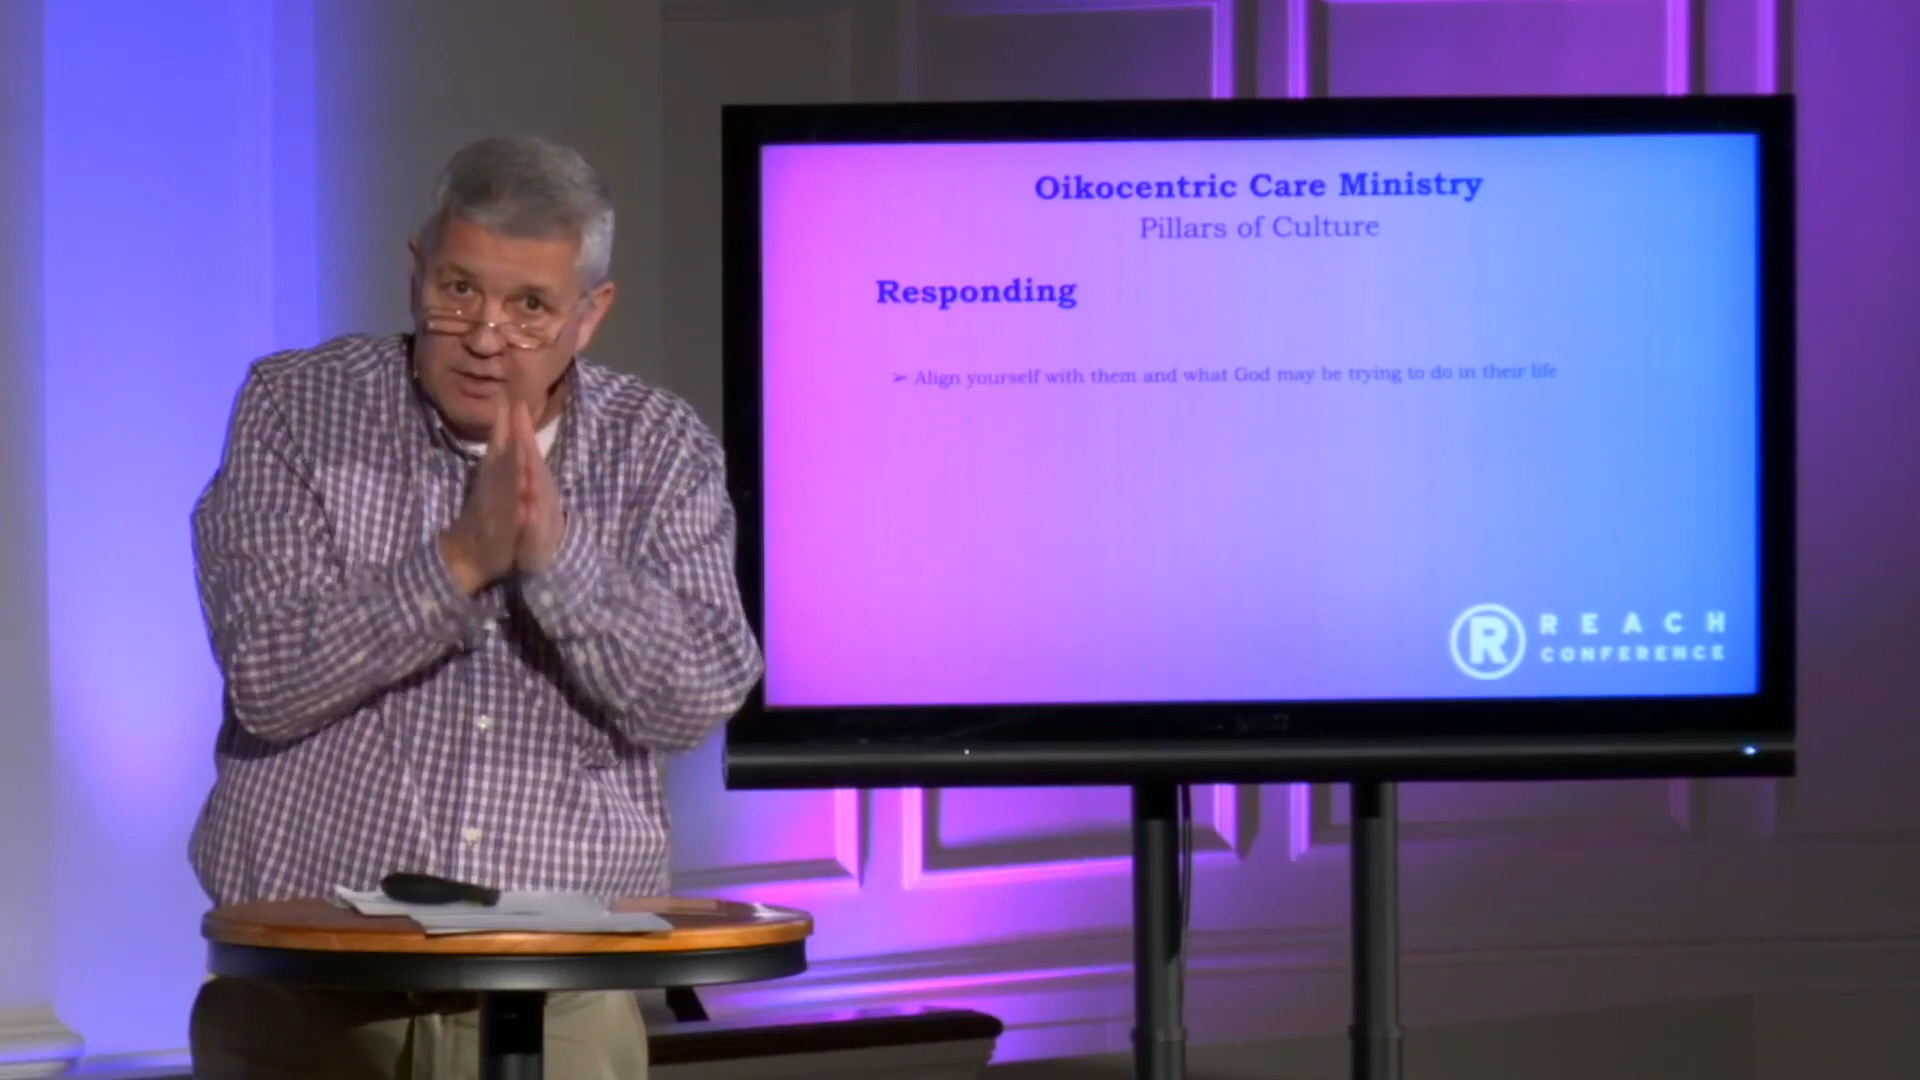 Oikocentric Care Ministry
Pillars of Culture
Responding
➢ Align yourself with them and what God may be trying to do in their life
R REACH
CONFERENCE